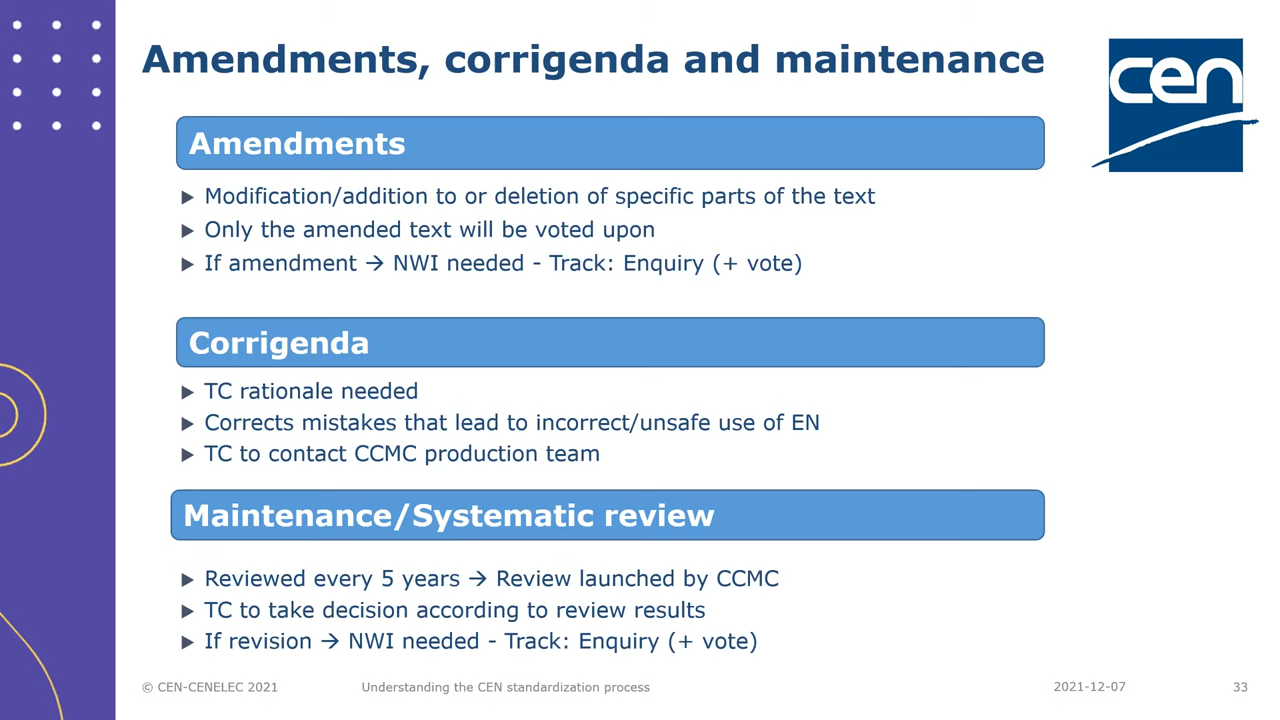 Amendments, corrigenda and maintenance
cen
Amendments
Modification/addition to or deletion of specific parts of the text
Only the amended text will be voted upon
If amendment → NWI needed - Track: Enquiry (+ vote)
Corrigenda
TC rationale needed
Corrects mistakes that lead to incorrect/unsafe use of EN
TC to contact CCMC production team
Maintenance/Systematic review
Reviewed every 5 years → Review launched by CCMC
TC to take decision according to review results
If revision → NWI needed - Track: Enquiry (+ vote)
© CEN-CENELEC 2021 Understanding the CEN standardization process 2021-12-07 33